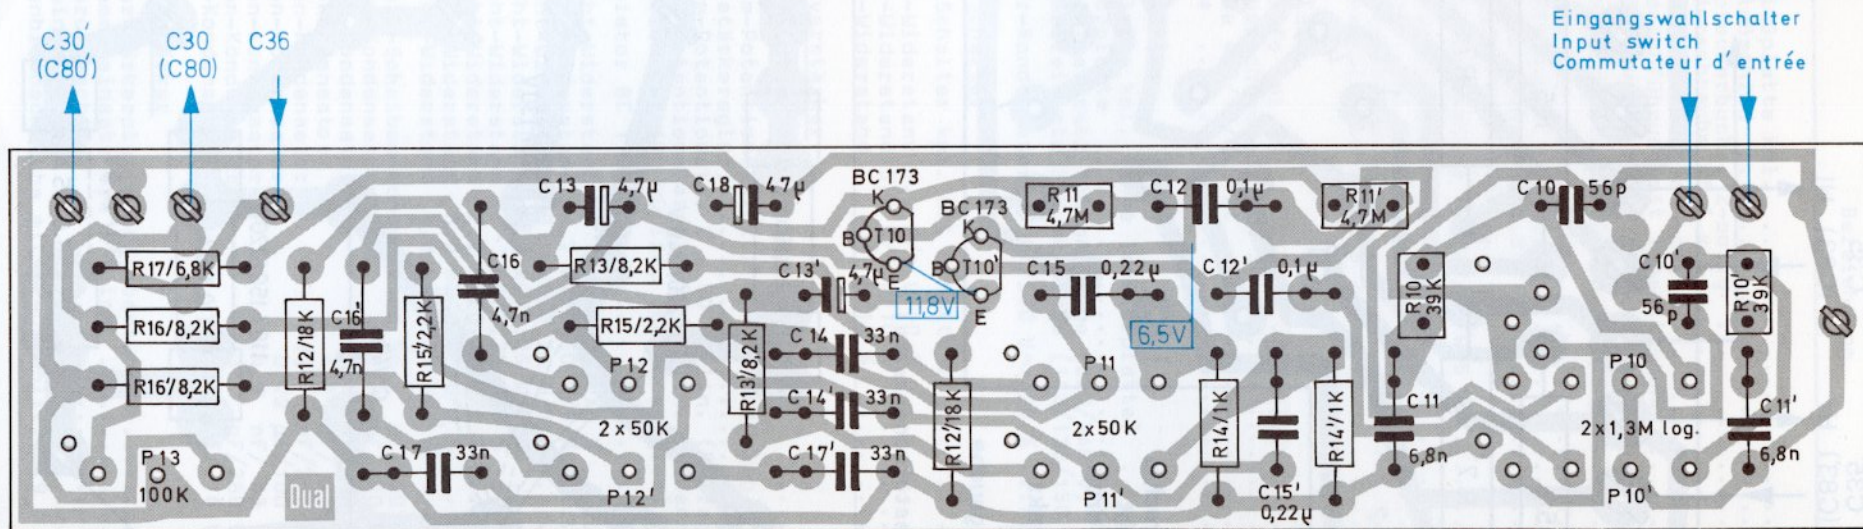 Eingangswahlschalter
Input switch
Commutateur d'entrée
C30'
(C80')
C30
(C80)
C36
C13
4,7µ
C18
47µ
BC173
K
B
T10
E
BC173
K
B
T10'
E
R11
4,7M
C12
0,1µ
R11'
4,7M
C10
56p
R17/6,8K
C16
4,7n
R13/8,2K
C13'
4,7µ
11,8V
C15
0,22µ
C12'
0,1µ
6,5V
R10
39K
C10'
56p
R10'
39K
R16/8,2K
R12/18K
C16'
4,7n
R15'/2,2K
R15/2,2K
R13'/8,2K
C14
33n
R16'/8,2K
P12
2x50K
P12'
C14'
33n
R12'/18K
P11
2x50K
P11'
R14/1K
C15'
0,22µ
R14'/1K
C11
6,8n
P10
2x1,3M log.
P10'
C11'
6,8n
P13
100K
Dual
C17
33n
C17'
33n